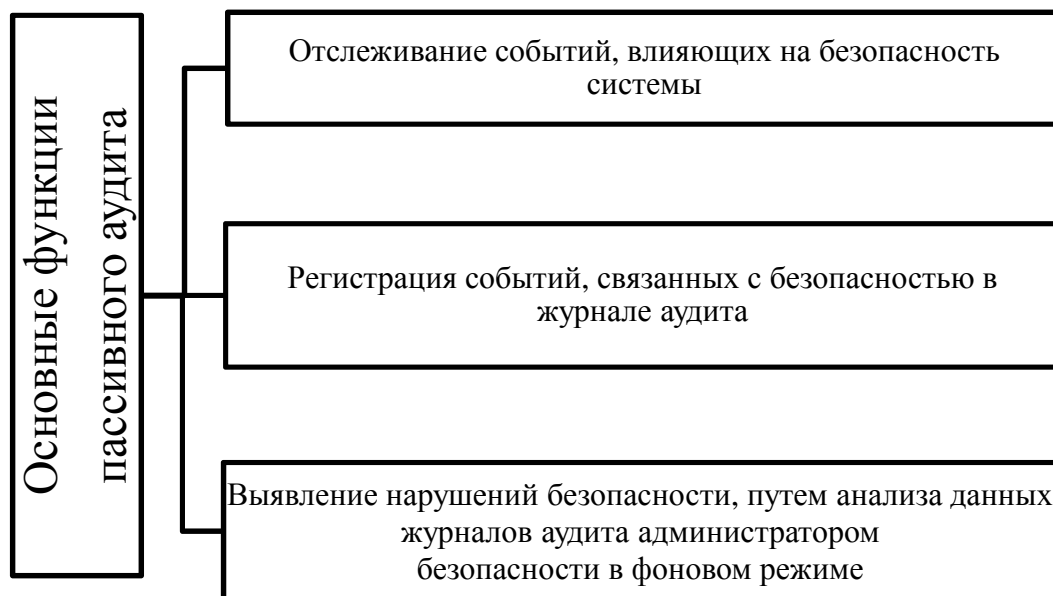 Основные функции
пассивного аудита
Отслеживание событий, влияющих на безопасность
системы
Регистрация событий, связанных с безопасностью в
журнале аудита
Выявление нарушений безопасности, путем анализа данных
журналов аудита администратором
безопасности в фоновом режиме